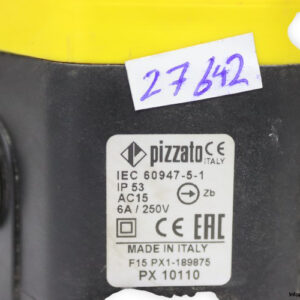 27642
pizzato CE
ITALY
IEC 60947-5-1
IP 53
AC15
6A / 250V
Zb
CE EAC
MADE IN ITALY
F15 PX1-189875
PX 10110